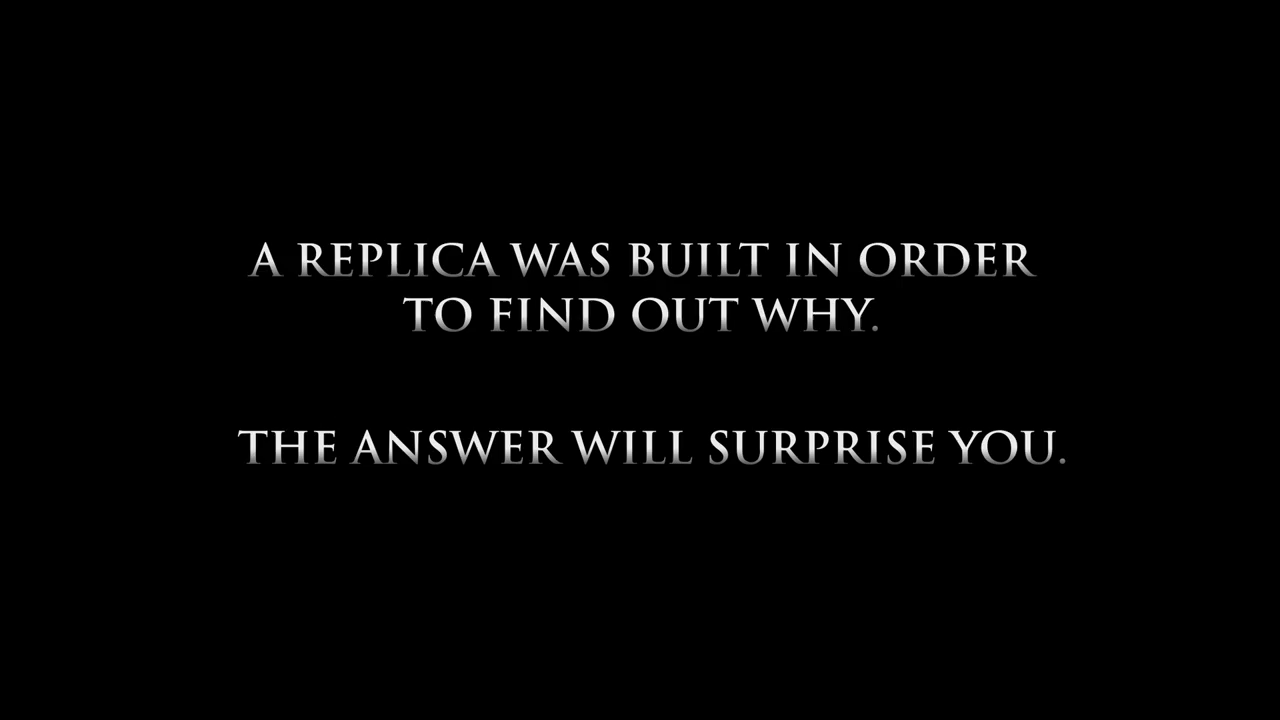 A REPLICA WAS BUILT IN ORDER
TO FIND OUT WHY.
THE ANSWER WILL SURPRISE YOU.